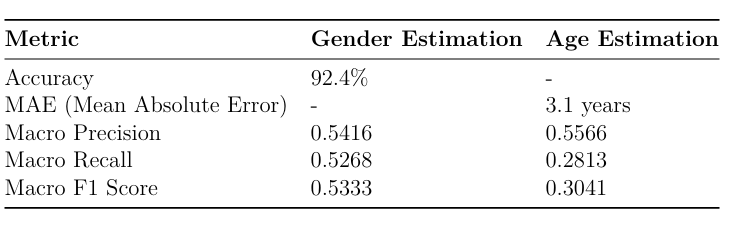 Metric Gender Estimation Age Estimation
Accuracy 92.4% -
MAE (Mean Absolute Error) - 3.1 years
Macro Precision 0.5416 0.5566
Macro Recall 0.5268 0.2813
Macro F1 Score 0.5333 0.3041